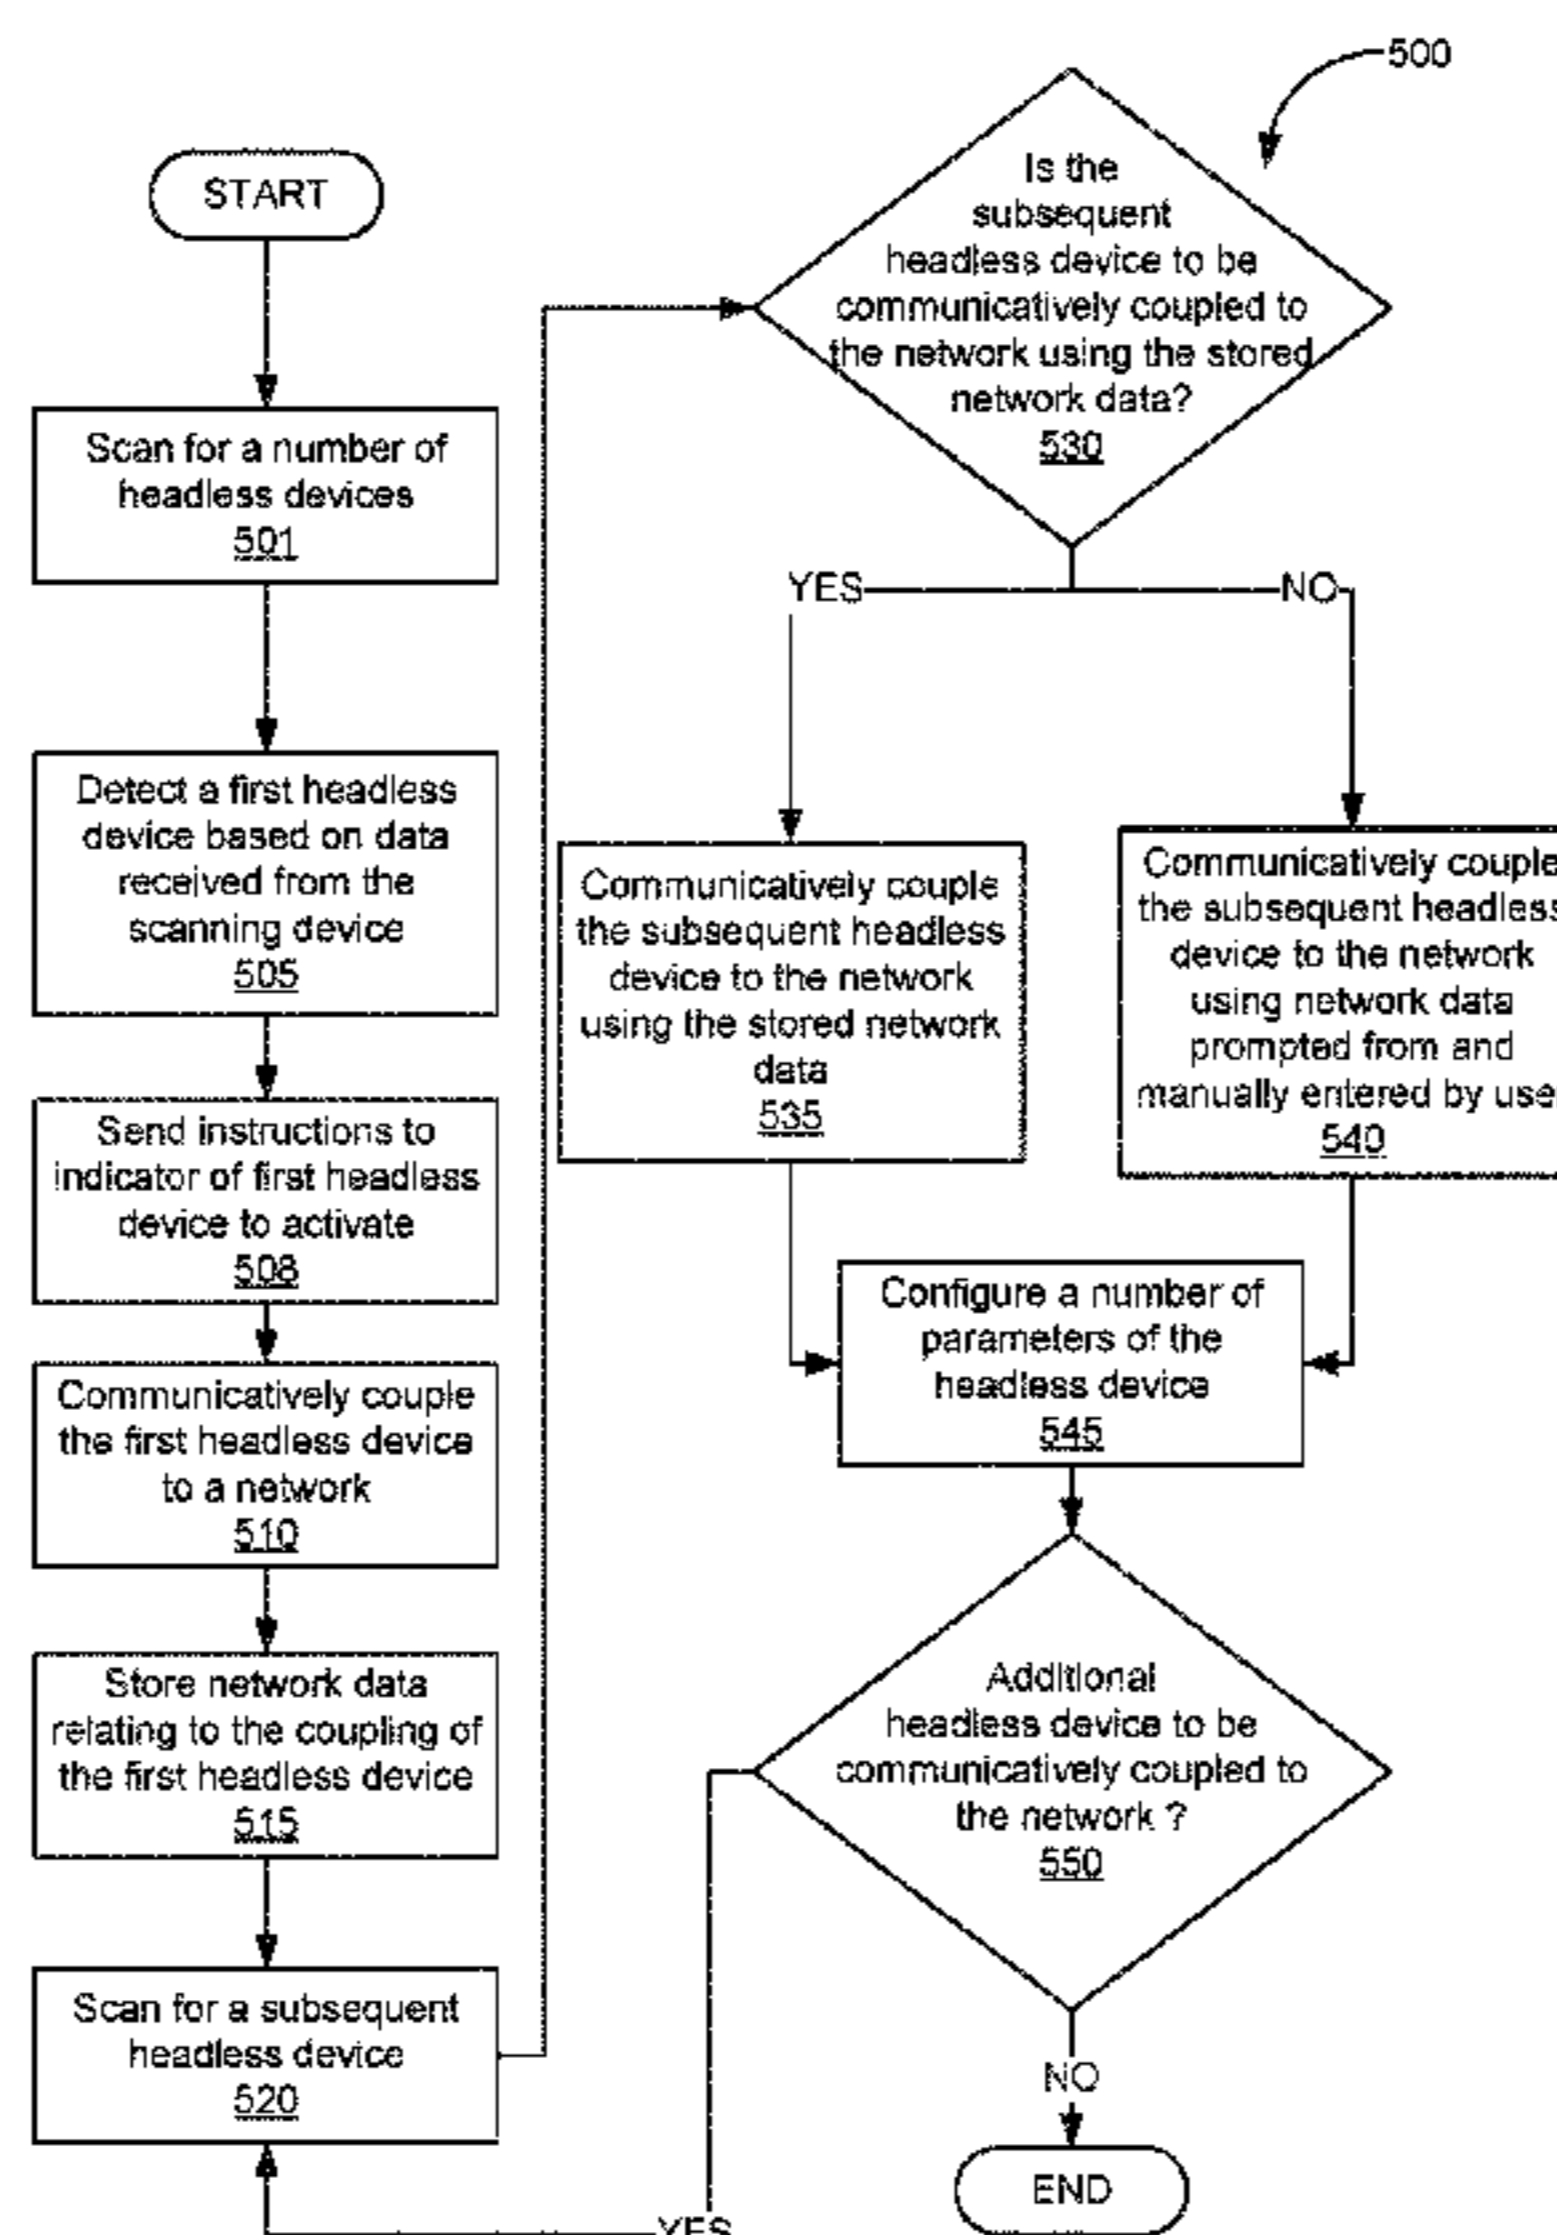 START
Scan for a number of
headless devices
501
Detect a first headless
device based on data
received from the
scanning device
505
Send instructions to
indicator of first headless
device to activate
508
Communicatively couple
the first headless device
to a network
510
Store network data
relating to the coupling of
the first headless device
515
Scan for a subsequent
headless device
520
500
Is the
subsequent
headless device to be
communicatively coupled to
the network using the stored
network data?
530
YES
NO
Communicatively couple
the subsequent headless
device to the network
using the stored network
data
535
Communicatively couple
the subsequent headless
device to the network
using network data
prompted from and
manually entered by user
540
Configure a number of
parameters of the
headless device
545
Additional
headless device to be
communicatively coupled to
the network ?
550
NO
YES
END